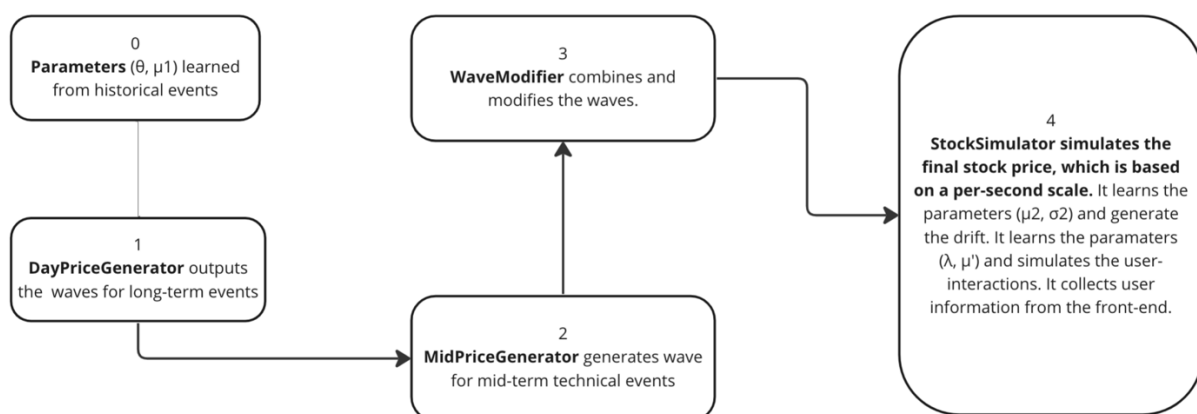 0
Parameters (θ, μ1) learned
from historical events
1
DayPriceGenerator outputs
the waves for long-term events
2
MidPriceGenerator generates wave
for mid-term technical events
3
WaveModifier combines and
modifies the waves.
4
StockSimulator simulates the
final stock price, which is based
on a per-second scale. It learns the
parameters (μ2, σ2) and generate
the drift. It learns the paramaters
(λ, μ') and simulates the user-
interactions. It collects user
information from the front-end.